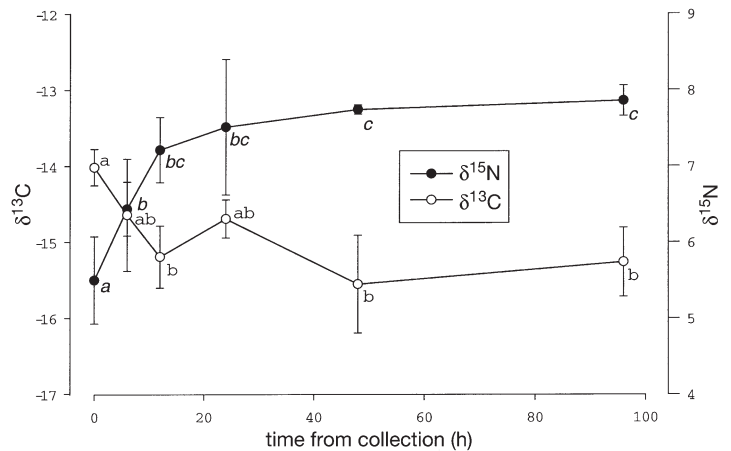 -12
-13
-14
-15
-16
-17
δ13C
9
8
7
6
5
4
δ15N
a
ab
b
ab
b
b
a
b
bc
bc
c
c
δ15N
δ13C
0 20 40 60 80 100
time from collection (h)